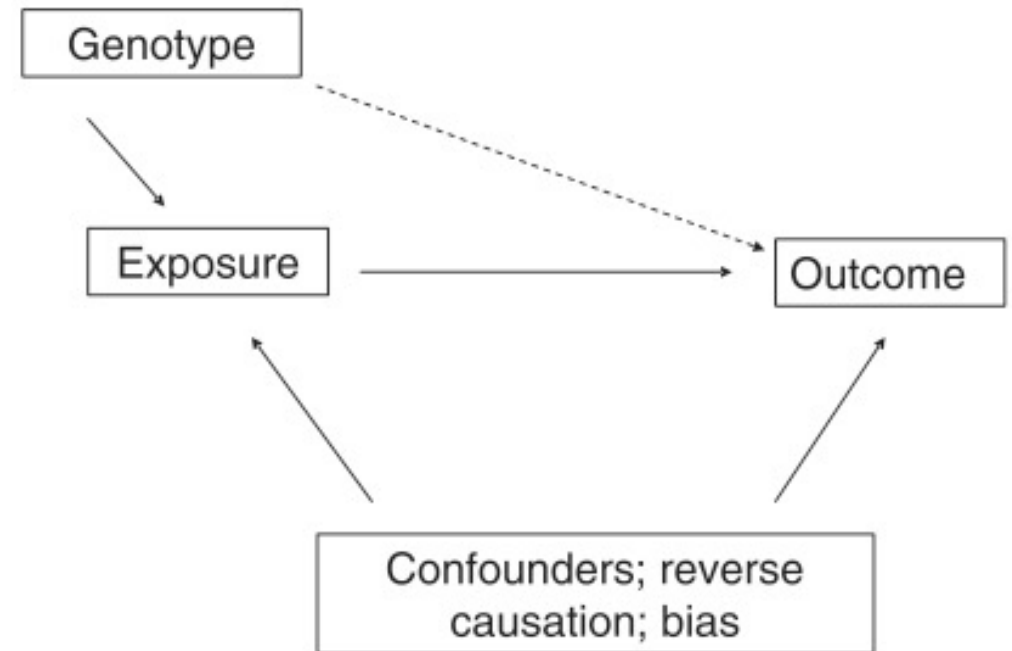 Genotype
Exposure
Outcome
Confounders; reverse
causation; bias